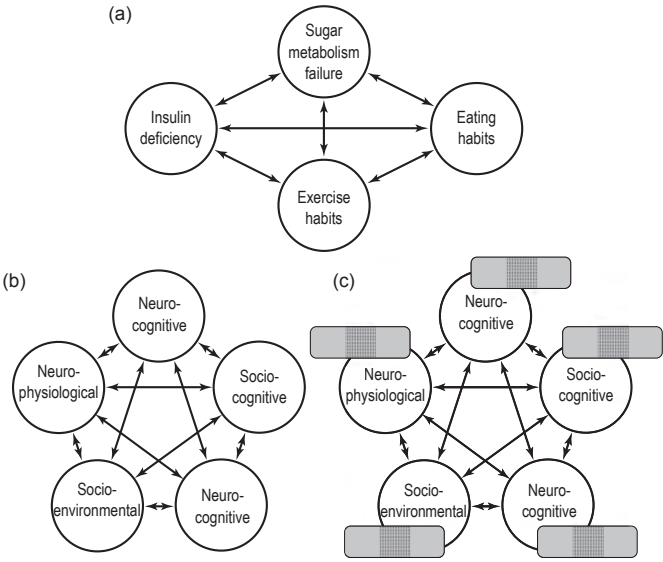 (a)
Sugar
metabolism
failure
Insulin
deficiency
Eating
habits
Exercise
habits
(b)
Neuro-
cognitive
Neuro-
physiological
Socio-
cognitive
Socio-
environmental
Neuro-
cognitive
(c)
Neuro-
cognitive
Neuro-
physiological
Socio-
cognitive
Socio-
environmental
Neuro-
cognitive